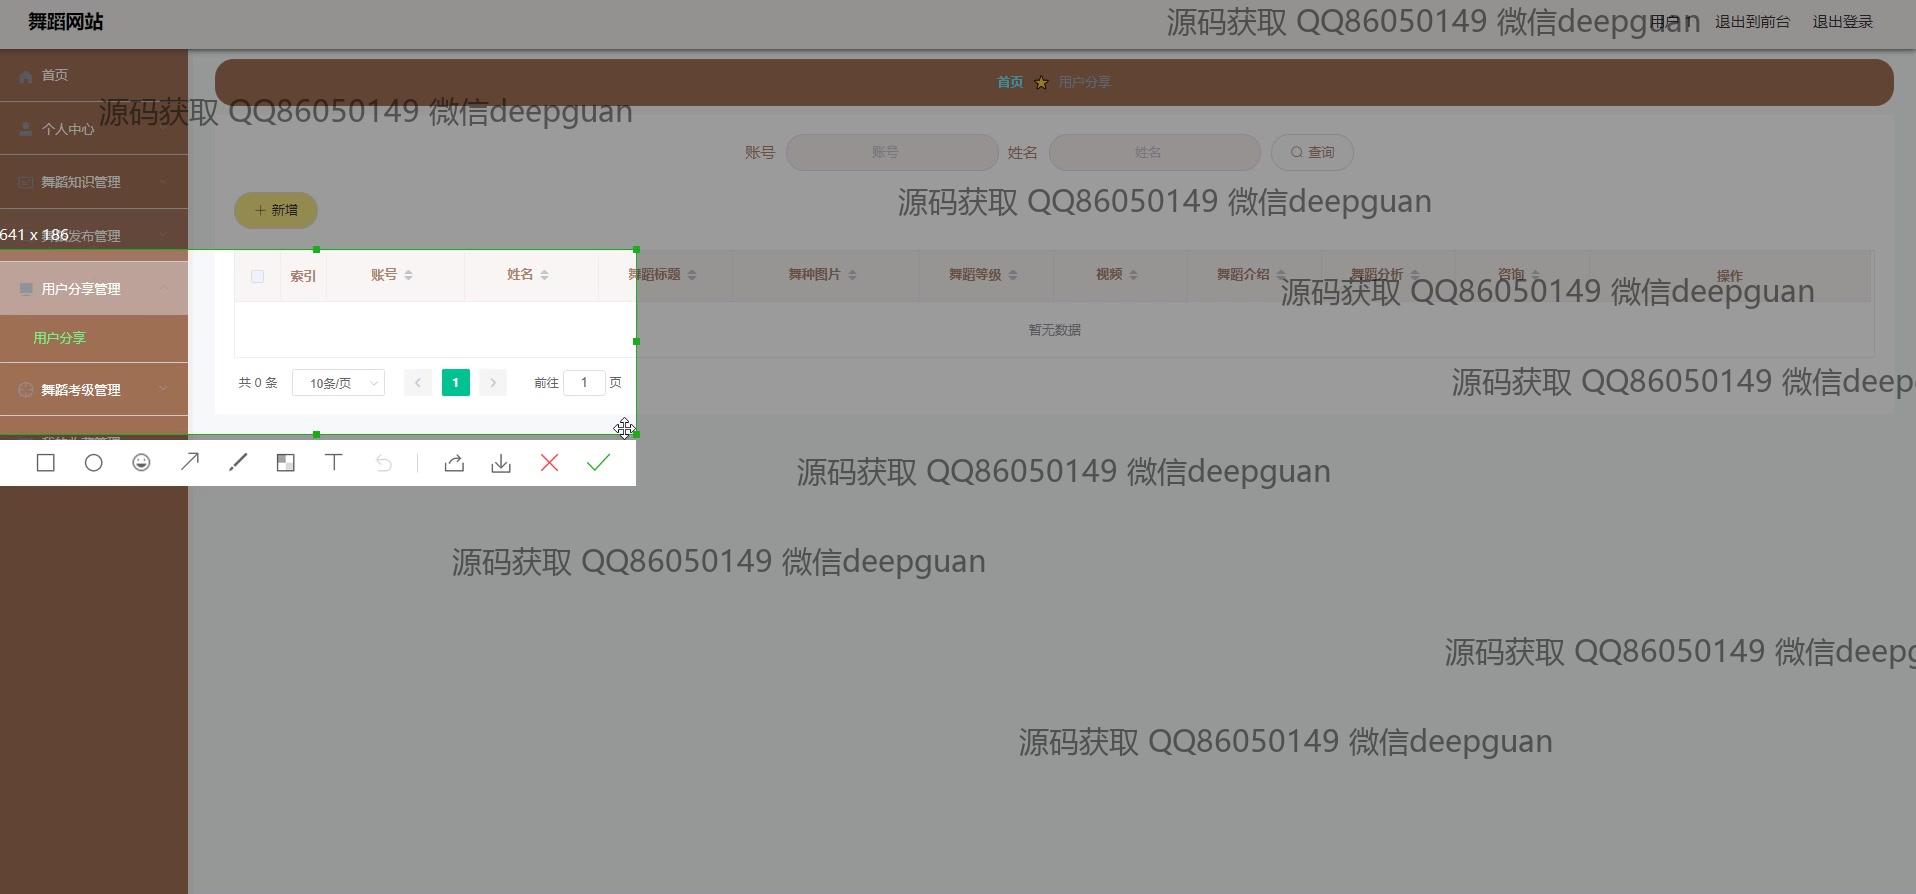 舞蹈网站
源码获取 QQ86050149 微信deepguan
用户 1 退出到前台 退出登录
首页
首页 用户分享
源码获取 QQ86050149 微信deepguan
个人中心
账号 账号 姓名 姓名 查询
舞蹈知识管理
源码获取 QQ86050149 微信deepguan
+ 新增
641 x 186
发布管理
索引 账号 姓名 舞蹈标题 舞种图片 舞蹈等级 视频 舞蹈介绍 舞蹈分析 咨询 操作
用户分享管理
源码获取 QQ86050149 微信deepguan
暂无数据
用户分享
共 0 条 10条/页 1 前往 1 页
源码获取 QQ86050149 微信deep
舞蹈考级管理
源码获取 QQ86050149 微信deepguan
源码获取 QQ86050149 微信deepguan
源码获取 QQ86050149 微信deepg
源码获取 QQ86050149 微信deepguan